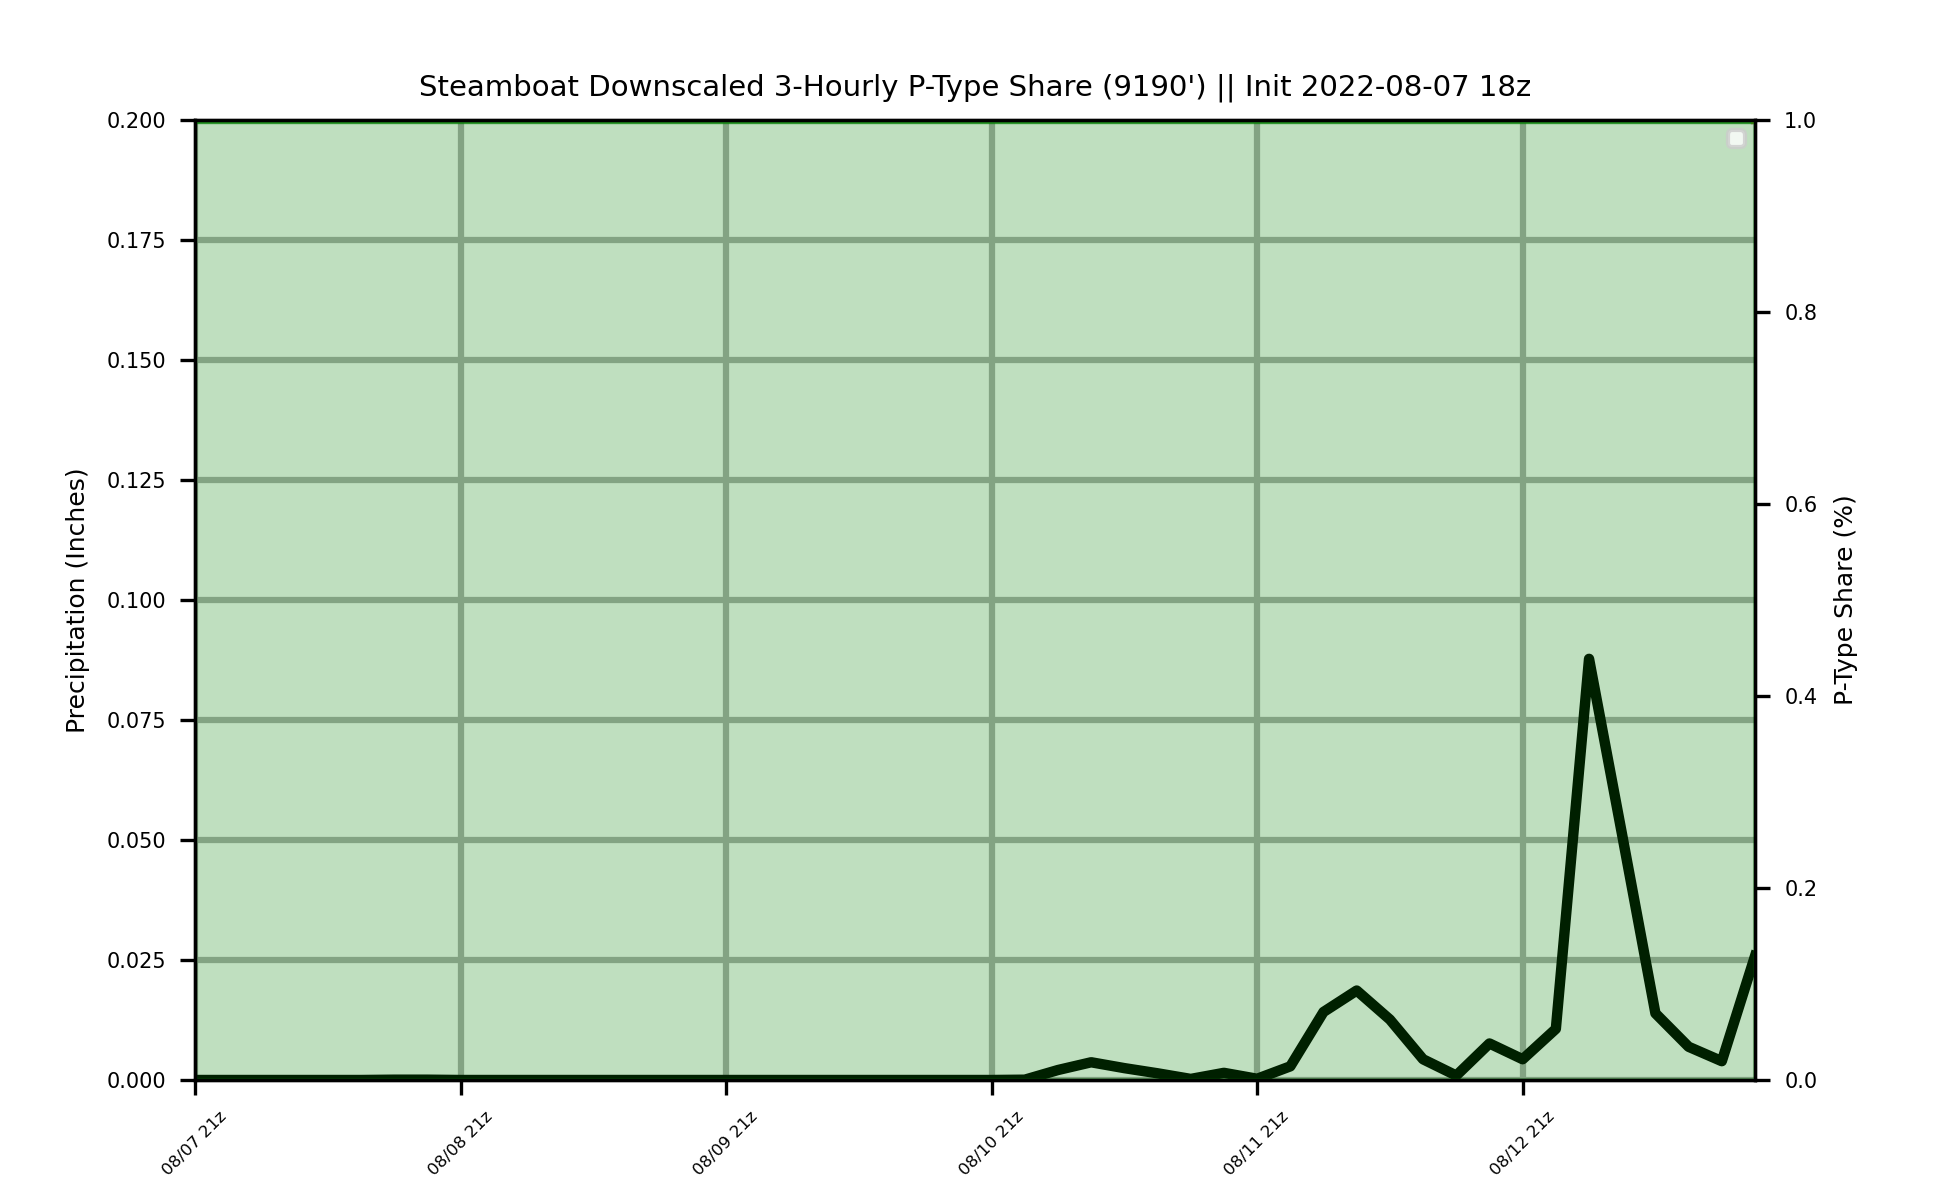 Steamboat Downscaled 3-Hourly P-Type Share (9190') || Init 2022-08-07 18z
0.200
0.175
0.150
0.125
0.100
0.075
0.050
0.025
0.000
Precipitation (Inches)
1.0
0.8
0.6
0.4
0.2
0.0
P-Type Share (%)
08/07 21z
08/08 21z
08/09 21z
08/10 21z
08/11 21z
08/12 21z